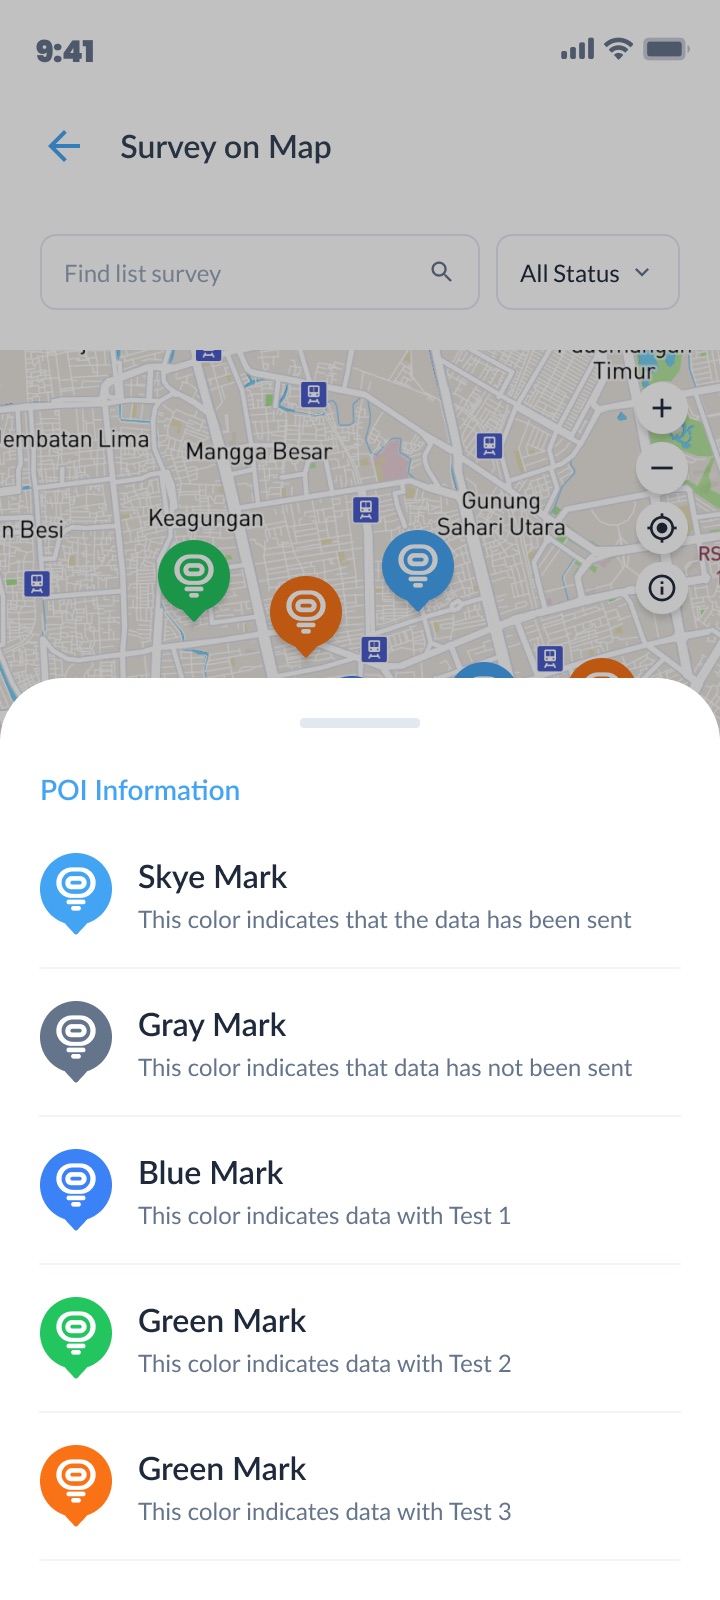 9:41
Survey on Map
Find list survey
All Status
Timur
Jembatan Lima
Mangga Besar
Gunung
Sahari Utara
Keagungan
n Besi
RS
POI Information
Skye Mark
This color indicates that the data has been sent
Gray Mark
This color indicates that data has not been sent
Blue Mark
This color indicates data with Test 1
Green Mark
This color indicates data with Test 2
Green Mark
This color indicates data with Test 3